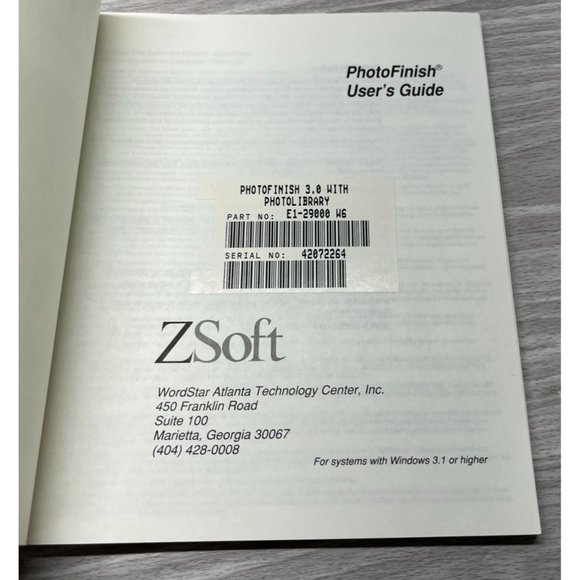 PhotoFinish®
User's Guide
PHOTOFINISH 3.0 WITH
PHOTOLIBRARY
PART NO: E1-29000 W6
SERIAL NO: 42072264
ZSoft
WordStar Atlanta Technology Center, Inc.
450 Franklin Road
Suite 100
Marietta, Georgia 30067
(404) 428-0008
For systems with Windows 3.1 or higher